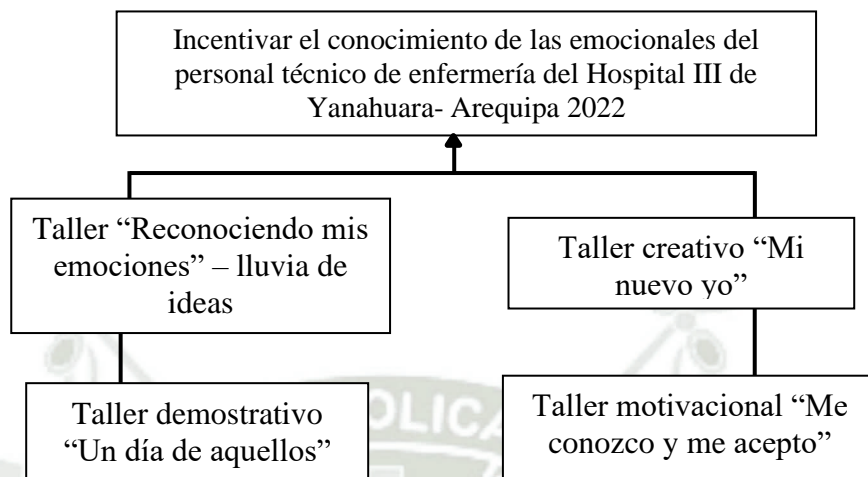 Incentivar el conocimiento de las emocionales del
personal técnico de enfermería del Hospital III de
Yanahuara- Arequipa 2022
Taller “Reconociendo mis
emociones” – lluvia de
ideas
Taller creativo “Mi
nuevo yo”
Taller demostrativo
“Un día de aquellos”
Taller motivacional “Me
conozco y me acepto”
OLICA